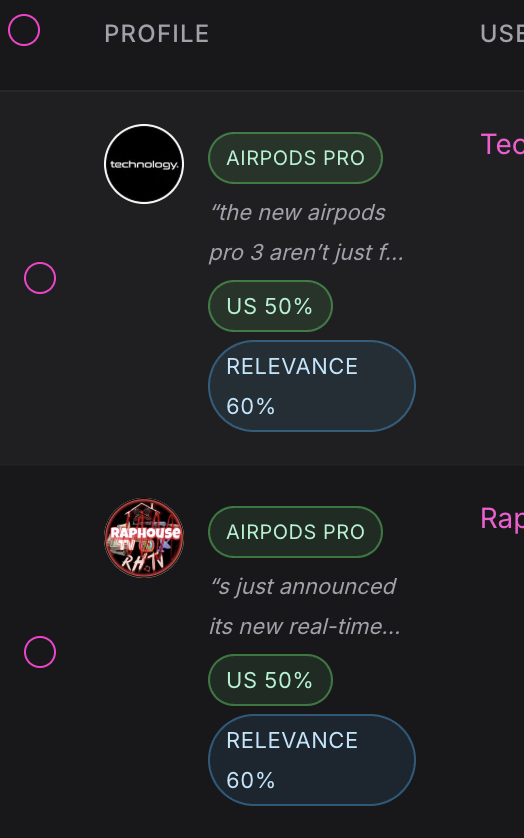 PROFILE
USE
technology.
AIRPODS PRO
Tec
“the new airpods
pro 3 aren’t just f...
US 50%
RELEVANCE
60%
RAPHOUSE
TV
RHTV
AIRPODS PRO
Rap
“s just announced
its new real-time...
US 50%
RELEVANCE
60%